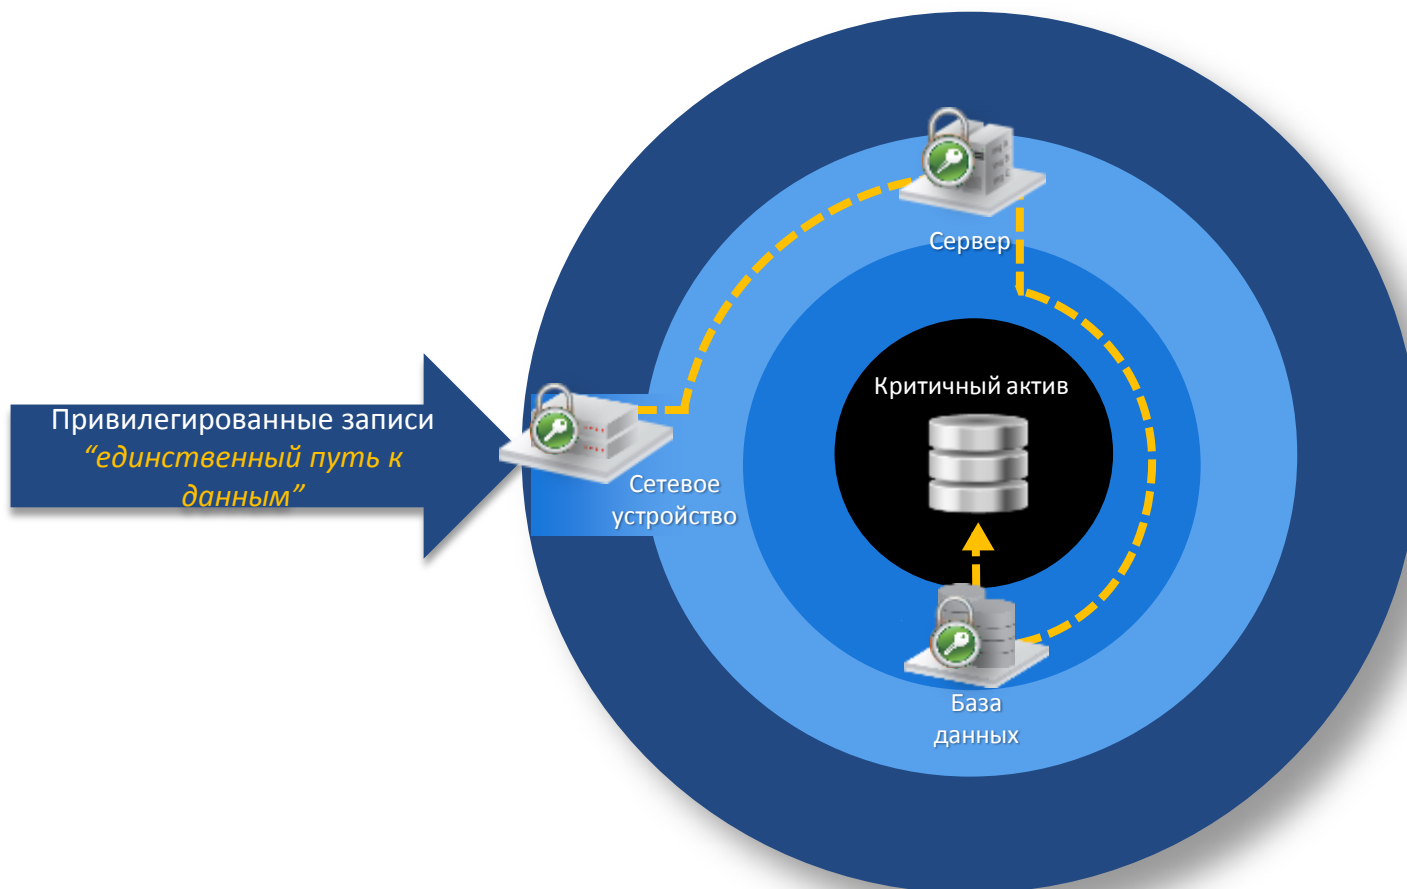 Сервер
Критичный актив
Привилегированные записи
“единственный путь к
данным”
Сетевое
устройство
База
данных